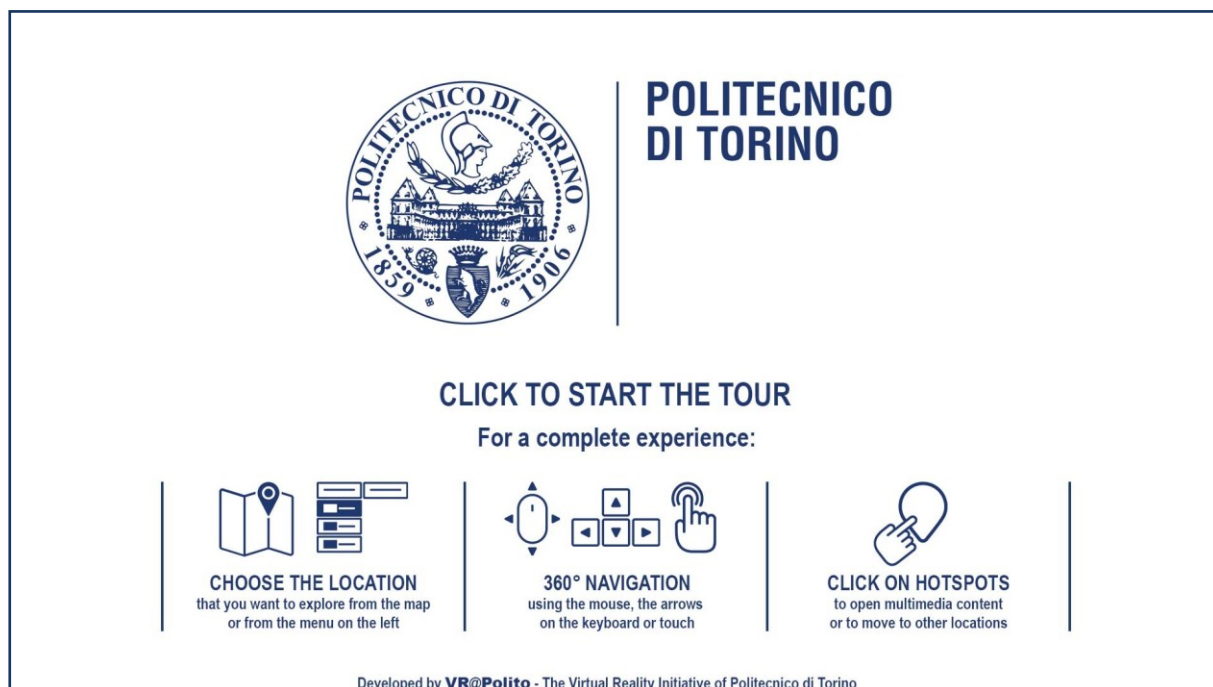 POLITECNICO DI TORINO
1859 1906
POLITECNICO
DI TORINO
CLICK TO START THE TOUR
For a complete experience:
CHOOSE THE LOCATION
that you want to explore from the map
or from the menu on the left
360° NAVIGATION
using the mouse, the arrows
on the keyboard or touch
CLICK ON HOTSPOTS
to open multimedia content
or to move to other locations
Developed by VR@Polito - The Virtual Reality Initiative of Politecnico di Torino